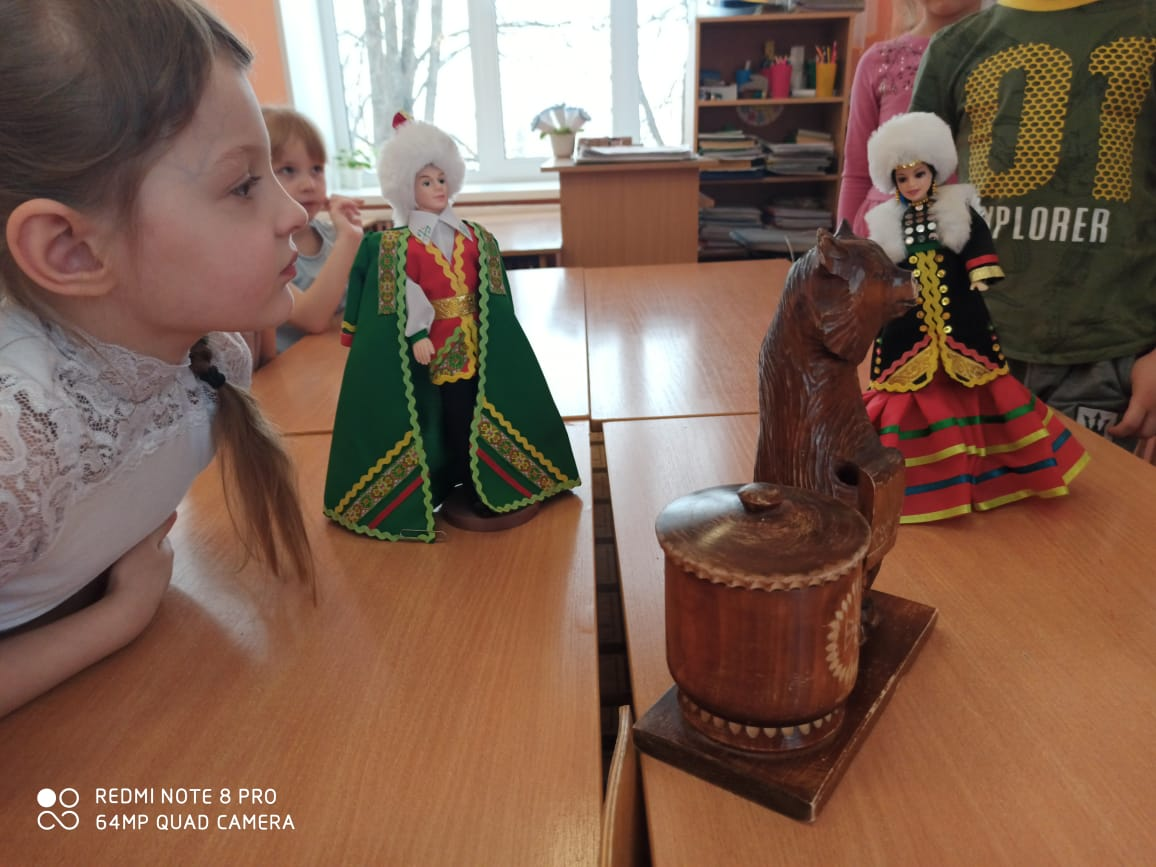 01
XPLORER
REDMI NOTE 8 PRO
64MP QUAD CAMERA